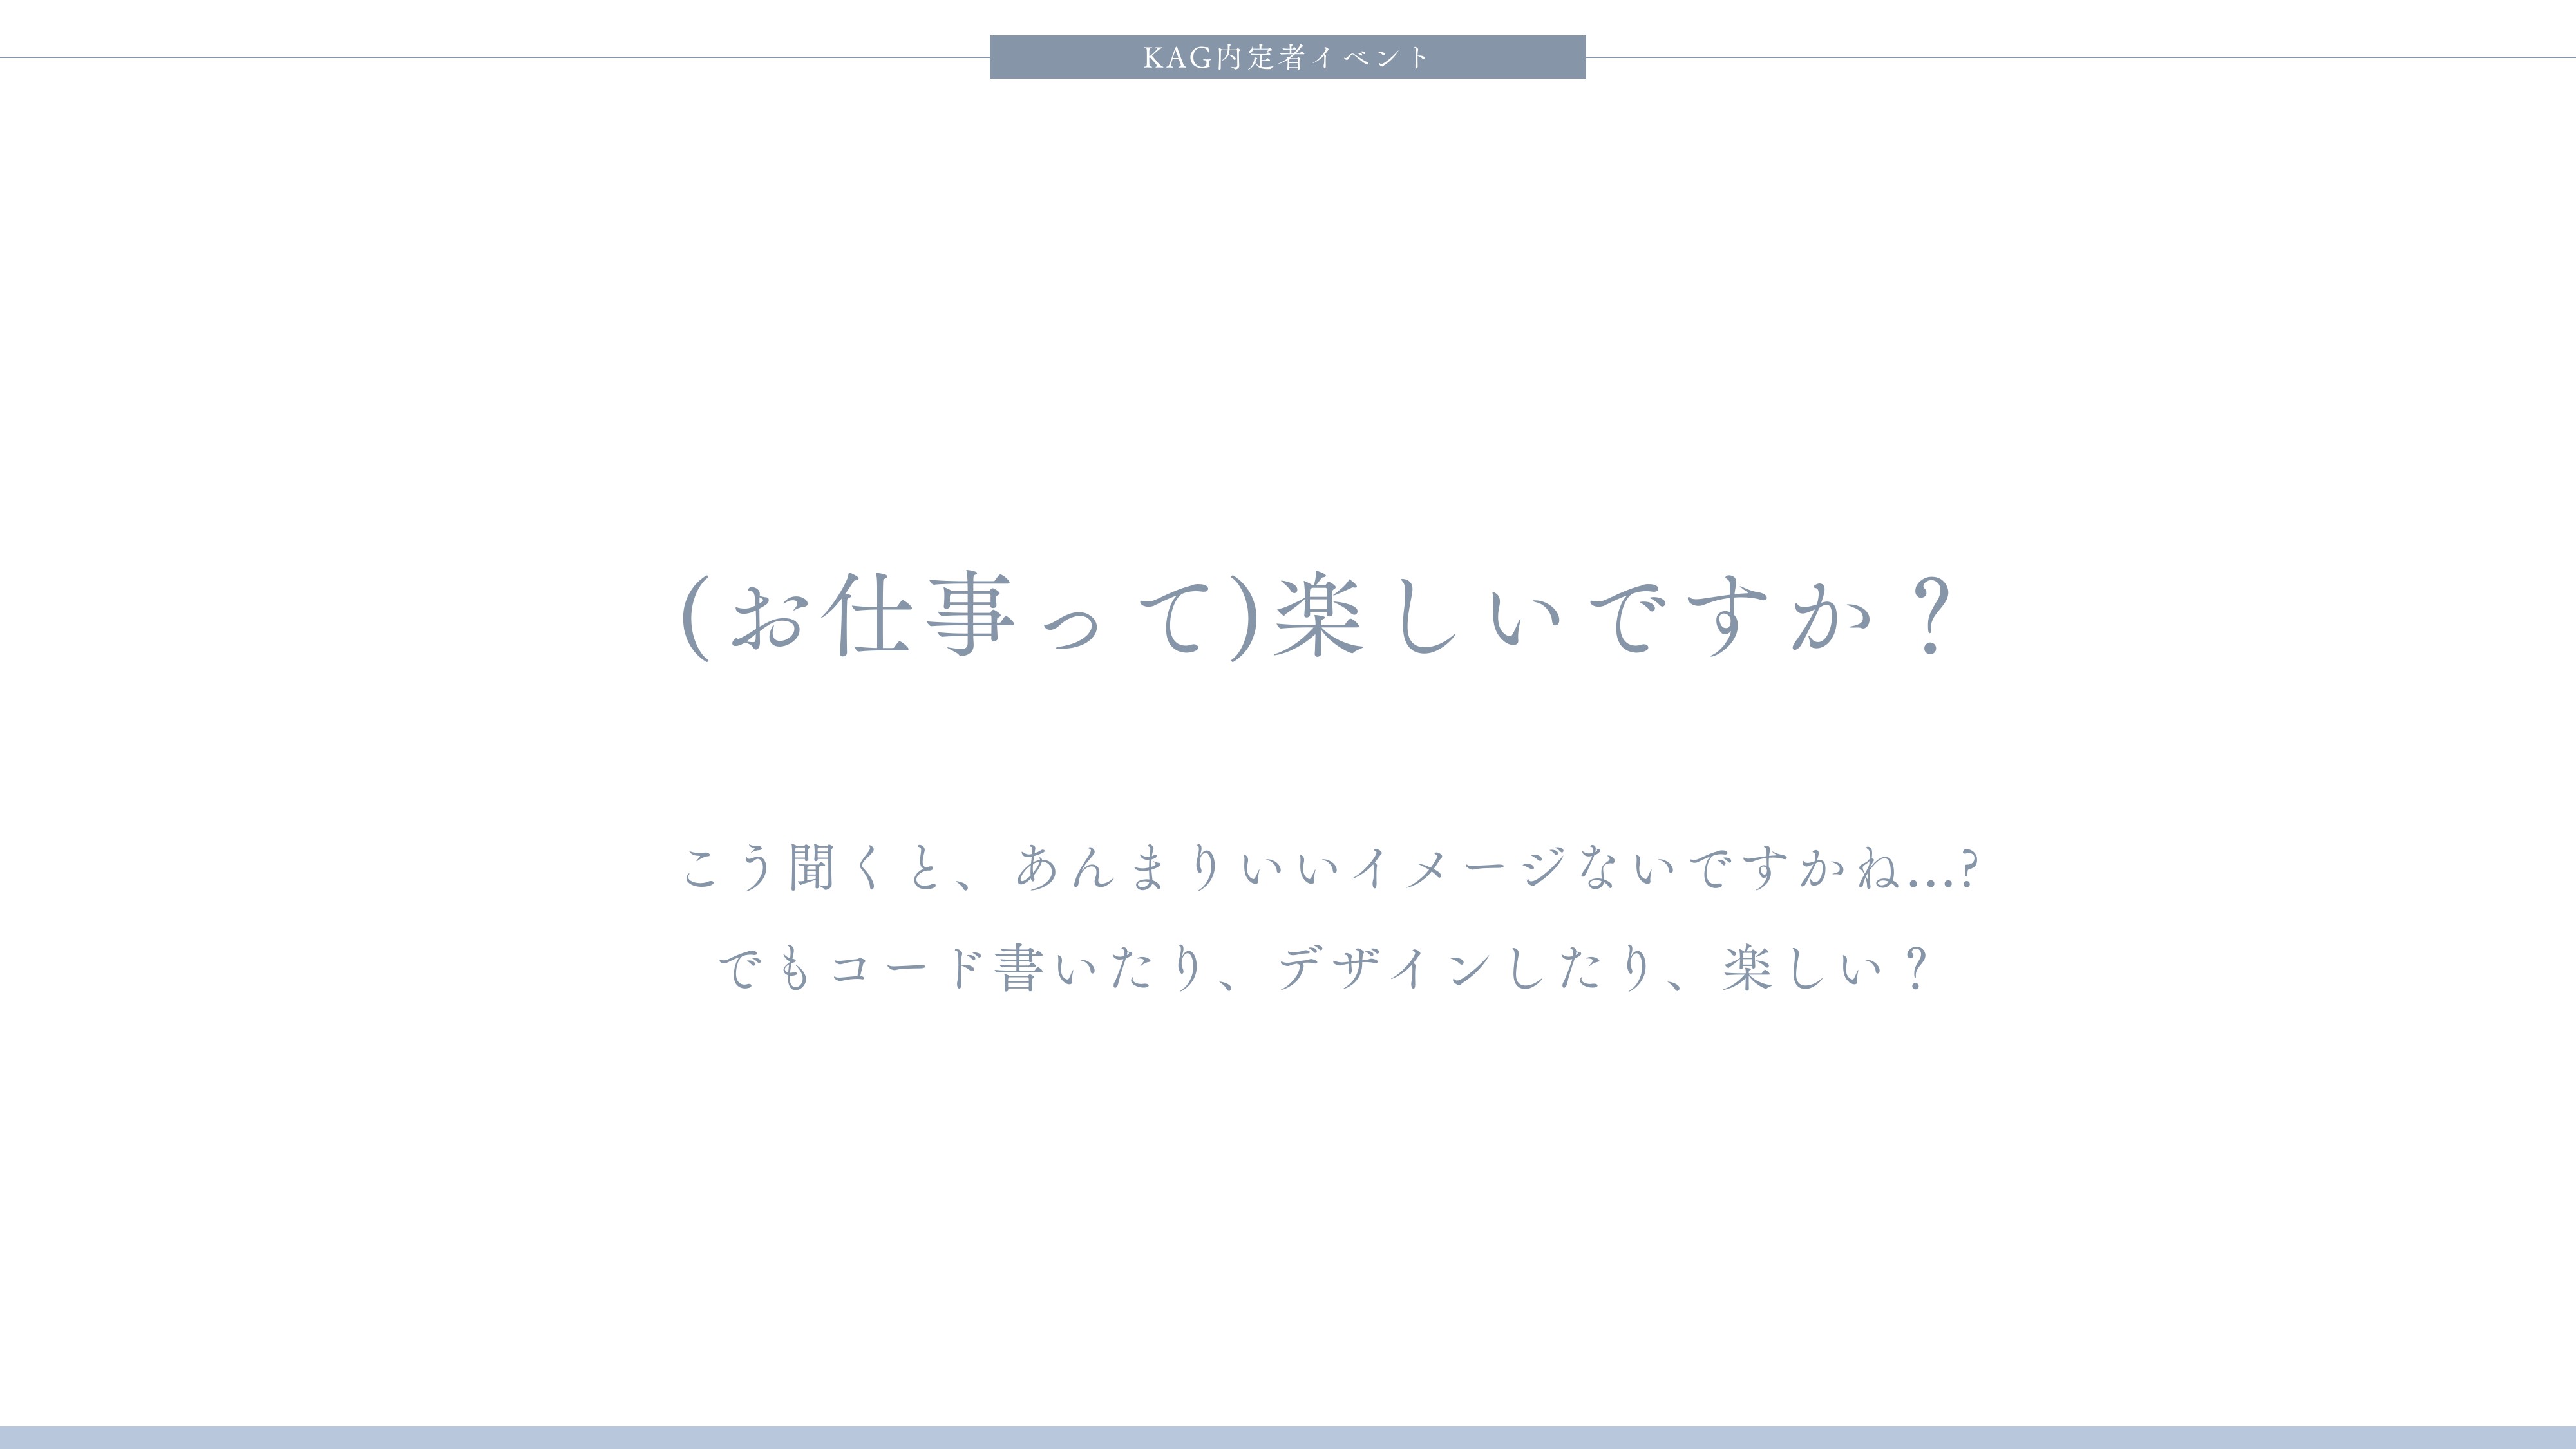 KAG内定者イベント
(お仕事って)楽しいですか？
こう聞くと、あんまりいいイメージないですかね...?
でもコード書いたり、デザインしたり、楽しい？